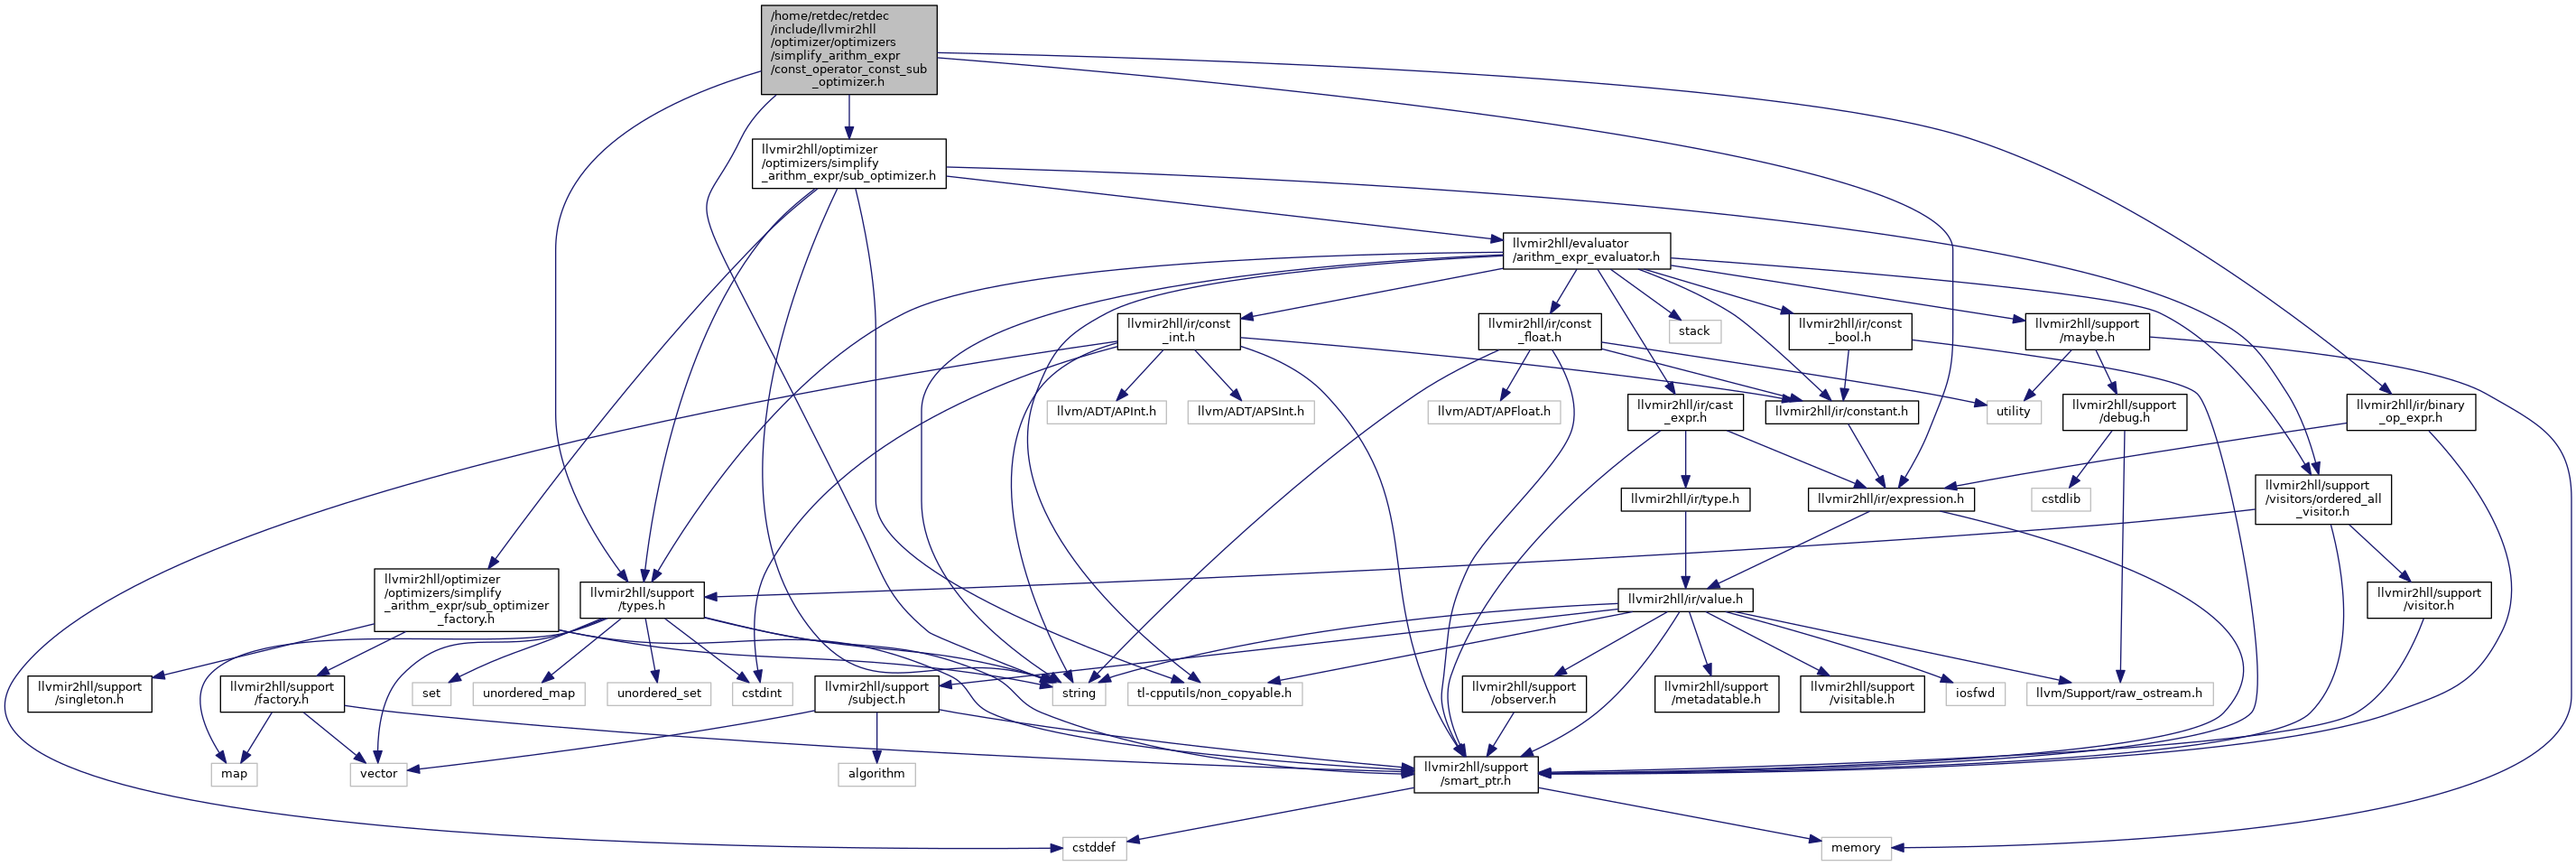 /home/retdec/retdec
/include/llvmir2hll
/optimizer/optimizers
/simplify_arithm_expr
/const_operator_const_sub
_optimizer.h
llvmir2hll/optimizer
/optimizers/simplify
_arithm_expr/sub_optimizer.h
llvmir2hll/evaluator
/arithm_expr_evaluator.h
llvmir2hll/ir/const
_int.h
llvmir2hll/ir/const
_float.h
stack
llvmir2hll/ir/const
_bool.h
llvmir2hll/support
/maybe.h
llvm/ADT/APInt.h
llvm/ADT/APSInt.h
llvm/ADT/APFloat.h
llvmir2hll/ir/cast
_expr.h
llvmir2hll/ir/constant.h
utility
llvmir2hll/support
/debug.h
llvmir2hll/ir/binary
_op_expr.h
llvmir2hll/ir/type.h
llvmir2hll/ir/expression.h
cstdlib
llvmir2hll/support
/visitors/ordered_all
_visitor.h
llvmir2hll/optimizer
/optimizers/simplify
_arithm_expr/sub_optimizer
_factory.h
llvmir2hll/support
/types.h
llvmir2hll/ir/value.h
llvmir2hll/support
/visitor.h
llvmir2hll/support
/singleton.h
llvmir2hll/support
/factory.h
set
unordered_map
unordered_set
cstdint
llvmir2hll/support
/subject.h
string
tl-cpputils/non_copyable.h
llvmir2hll/support
/observer.h
llvmir2hll/support
/metadatable.h
llvmir2hll/support
/visitable.h
iosfwd
llvm/Support/raw_ostream.h
map
vector
algorithm
llvmir2hll/support
/smart_ptr.h
cstddef
memory